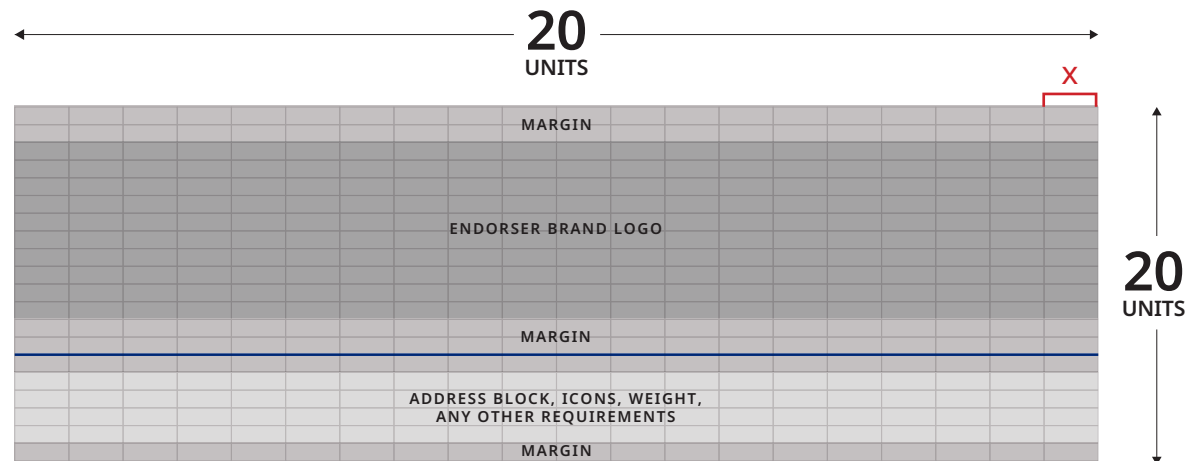 20
UNITS
X
MARGIN
ENDORSER BRAND LOGO
20
UNITS
MARGIN
ADDRESS BLOCK, ICONS, WEIGHT,
ANY OTHER REQUIREMENTS
MARGIN